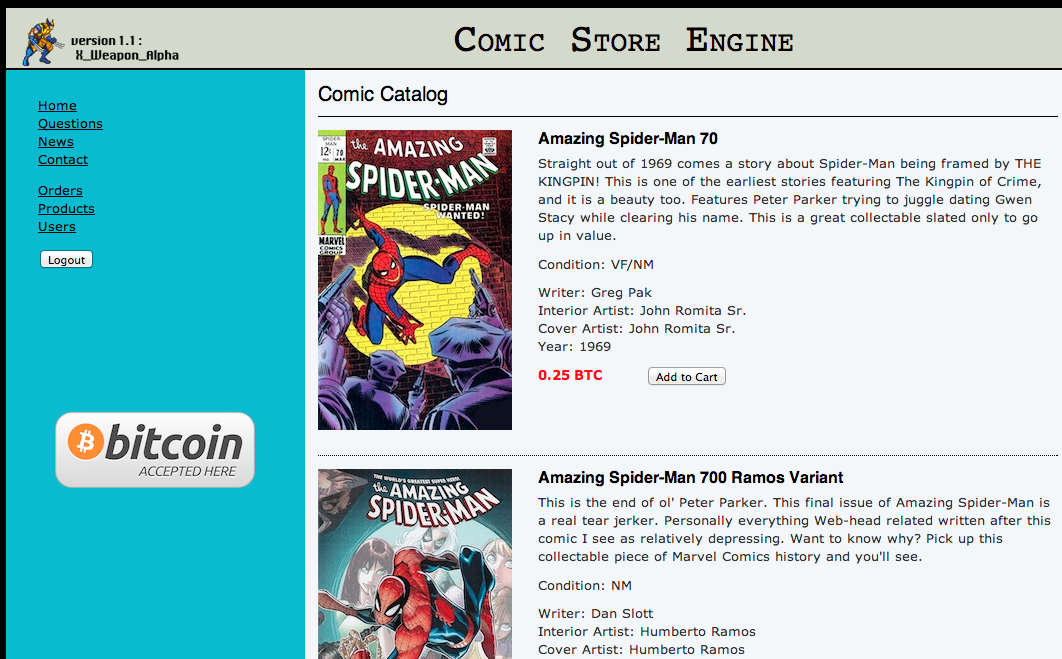 version 1.1 :
X_Weapon_Alpha
Comic Store Engine
Home
Questions
News
Contact
Orders
Products
Users
Logout
bitcoin
ACCEPTED HERE
Comic Catalog
SPIDER-MAN
12¢
70
MAR
MARVEL
COMICS
GROUP
the AMAZING
SPIDER-MAN
SPIDER-MAN
WANTED!
Amazing Spider-Man 70
Straight out of 1969 comes a story about Spider-Man being framed by THE
KINGPIN! This is one of the earliest stories featuring The Kingpin of Crime,
and it is a beauty too. Features Peter Parker trying to juggle dating Gwen
Stacy while clearing his name. This is a great collectable slated only to go
up in value.
Condition: VF/NM
Writer: Greg Pak
Interior Artist: John Romita Sr.
Cover Artist: John Romita Sr.
Year: 1969
0.25 BTC
Add to Cart
THE WORLD'S GREATEST SUPER HERO!
the AMAZING
SPIDER-MAN
Amazing Spider-Man 700 Ramos Variant
This is the end of ol' Peter Parker. This final issue of Amazing Spider-Man is
a real tear jerker. Personally everything Web-head related written after this
comic I see as relatively depressing. Want to know why? Pick up this
collectable piece of Marvel Comics history and you'll see.
Condition: NM
Writer: Dan Slott
Interior Artist: Humberto Ramos
Cover Artist: Humberto Ramos